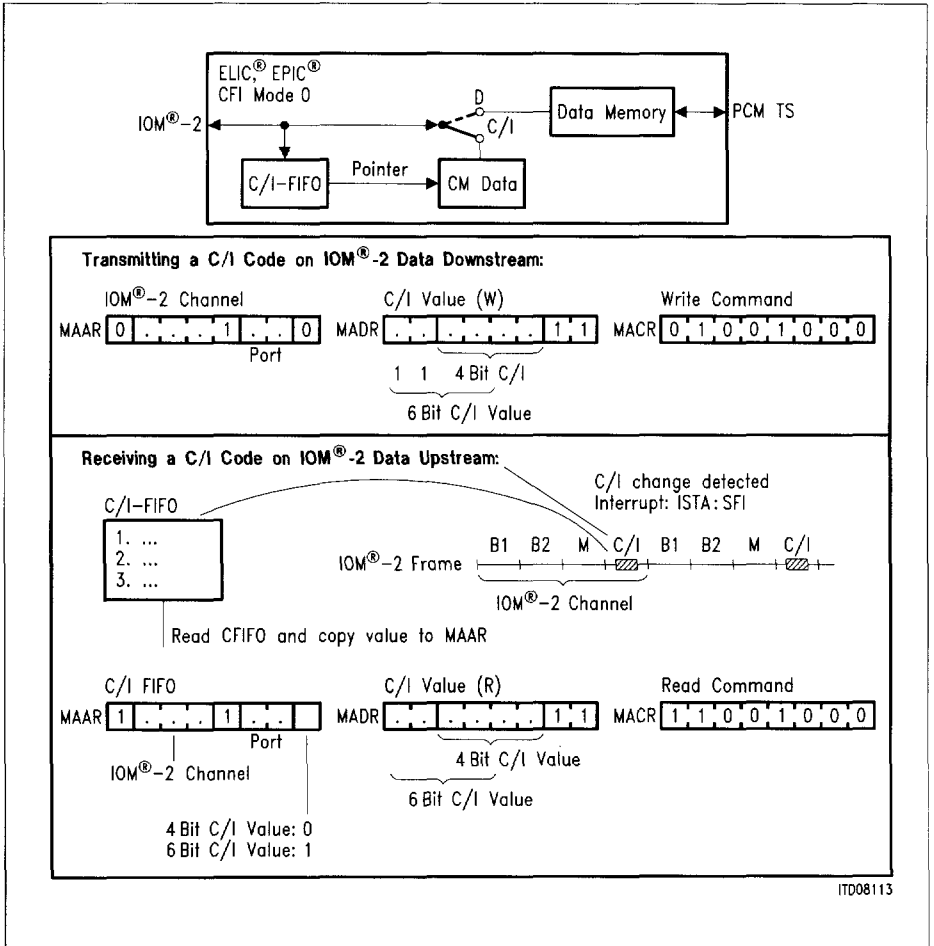 ELIC,® EPIC®
CFI Mode 0
IOM®-2
D
C/I
Data Memory
PCM TS
C/I-FIFO
Pointer
CM Data
Transmitting a C/I Code on IOM®-2 Data Downstream:
IOM®-2 Channel
C/I Value (W)
Write Command
MAAR 0 . . . 1 . . 0
MADR . . . . . . 1 1
MACR 0 1 0 0 1 0 0 0
Port
1 1 4 Bit C/I
6 Bit C/I Value
Receiving a C/I Code on IOM®-2 Data Upstream:
C/I change detected
Interrupt: ISTA: SFI
C/I-FIFO
1. ...
2. ...
3. ...
B1 B2 M C/I B1 B2 M C/I
IOM®-2 Frame
IOM®-2 Channel
Read CFIFO and copy value to MAAR
C/I FIFO
C/I Value (R)
Read Command
MAAR 1 . . . 1 . .
MADR . . . . . . 1 1
MACR 1 1 0 0 1 0 0 0
Port
IOM®-2 Channel
4 Bit C/I Value
6 Bit C/I Value
4 Bit C/I Value: 0
6 Bit C/I Value: 1
ITD08113